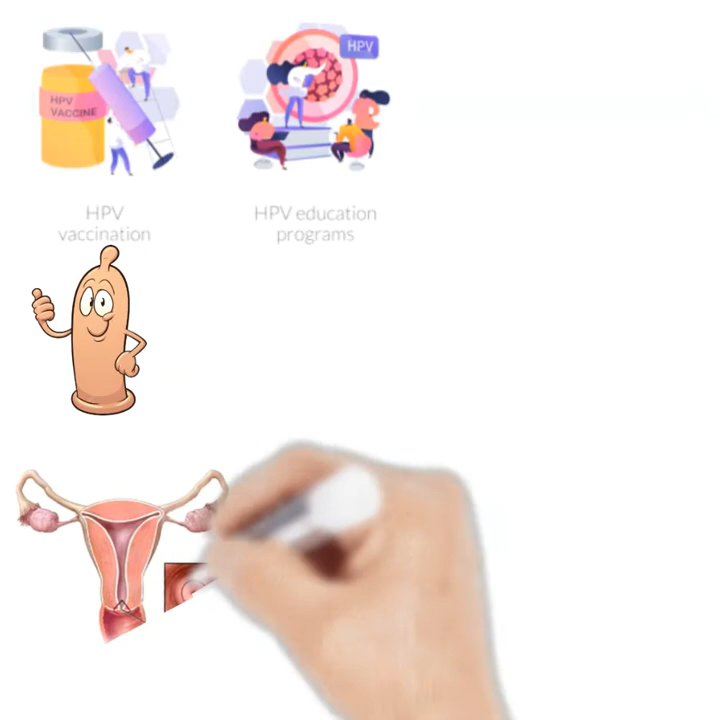 HPV
VACCINE
HPV
HPV
vaccination
HPV education
programs